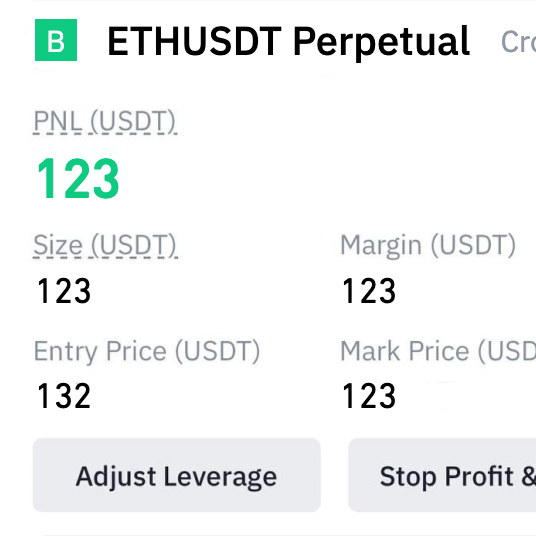 B ETHUSDT Perpetual Cro
PNL (USDT)
123
Size (USDT) Margin (USDT)
123 123
Entry Price (USDT) Mark Price (USD
132 123
Adjust Leverage Stop Profit &